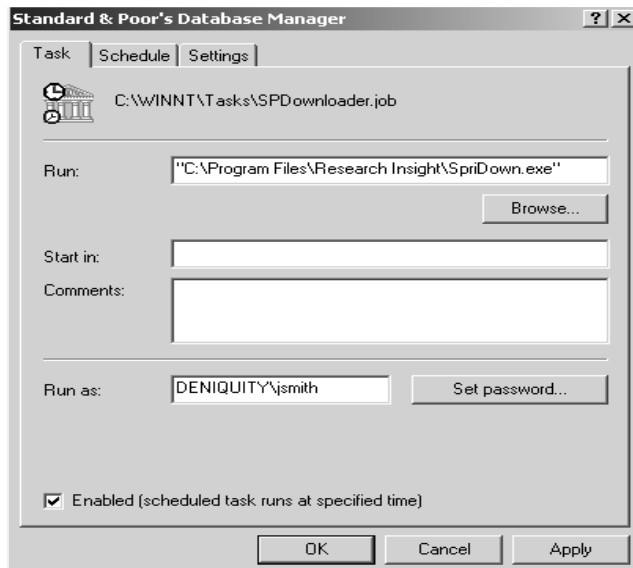 Standard & Poor's Database Manager
Task Schedule Settings
C:\WINNT\Tasks\SPDownloader.job
Run: "C:\Program Files\Research Insight\SpriDown.exe"
Browse...
Start in:
Comments:
Run as: DENIQUITY\jsmith Set password...
Enabled (scheduled task runs at specified time)
OK Cancel Apply